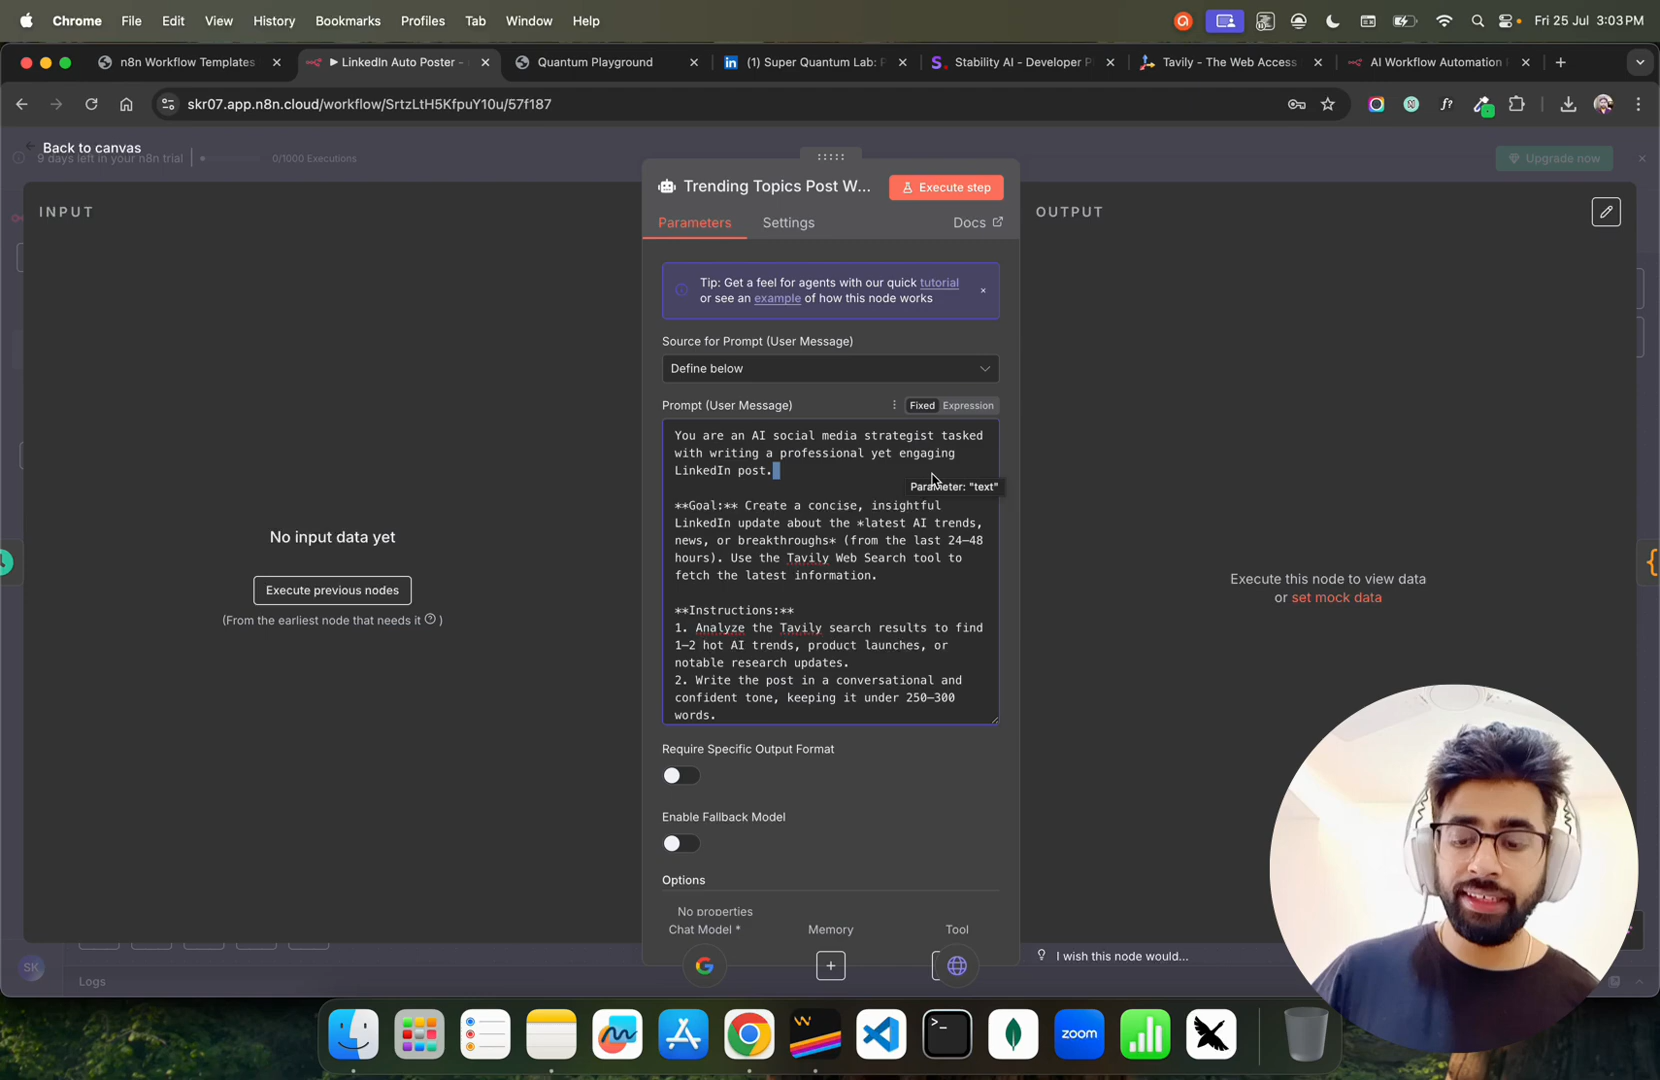 Chrome File Edit View History Bookmarks Profiles Tab Window Help Fri 25 Jul 3:03 PM
n8n Workflow Templates LinkedIn Auto Poster - (1) Super Quantum Lab: P Stability AI - Developer Pl Tavily - The Web Access AI Workflow Automation
Quantum Playground
skr07.app.n8n.cloud/workflow/SrtzLtH5KfpuY10u/57f187
Back to canvas
9 days left in your n8n trial 0/1000 Executions
Upgrade now
INPUT
No input data yet
Execute previous nodes
(From the earliest node that needs it )
Trending Topics Post W...
Execute step
Parameters Settings Docs
Tip: Get a feel for agents with our quick tutorial
or see an example of how this node works
Source for Prompt (User Message)
Define below
Prompt (User Message) Fixed Expression
You are an AI social media strategist tasked
with writing a professional yet engaging
LinkedIn post.
Parameter: "text"
**Goal:** Create a concise, insightful
LinkedIn update about the *latest AI trends,
news, or breakthroughs* (from the last 24–48
hours). Use the Tavily Web Search tool to
fetch the latest information.
**Instructions:**
1. Analyze the Tavily search results to find
1–2 hot AI trends, product launches, or
notable research updates.
2. Write the post in a conversational and
confident tone, keeping it under 250–300
words.
Require Specific Output Format
Enable Fallback Model
Options
No properties
Chat Model * Memory Tool
OUTPUT
Execute this node to view data
or set mock data
I wish this node would...
SK
Logs
zoom